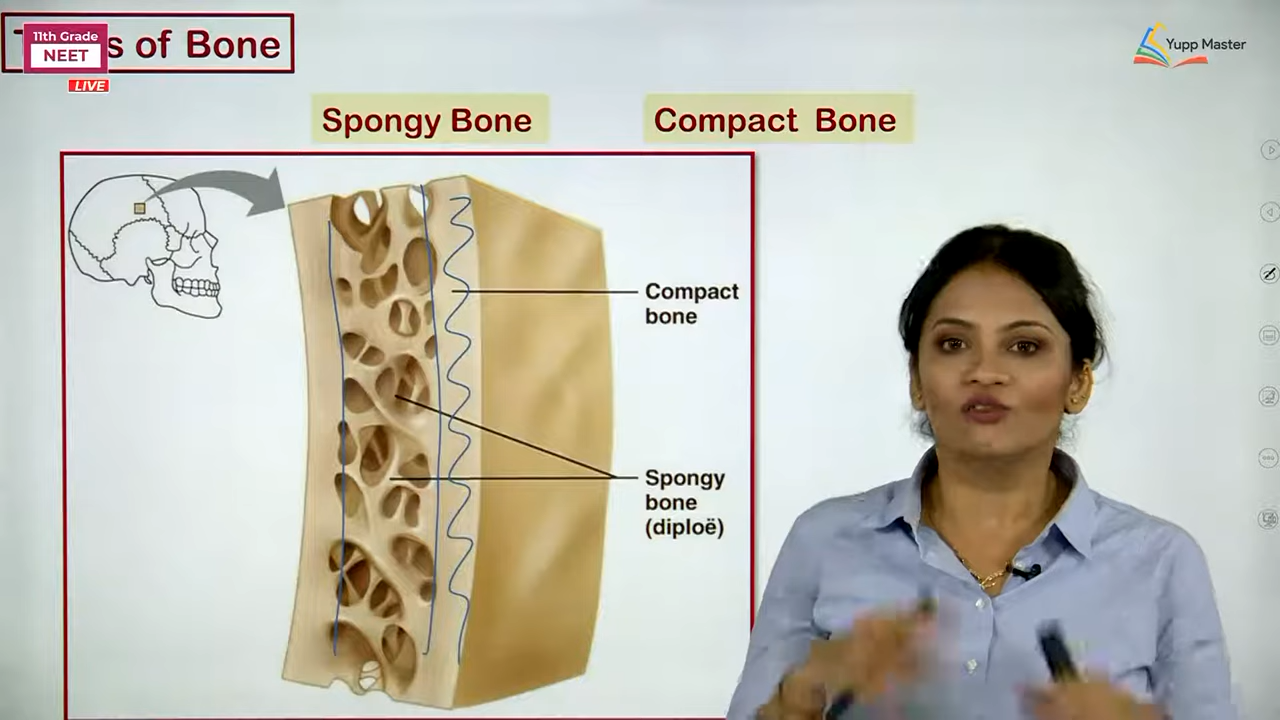 11th Grade
NEET
LIVE
s of Bone
Yupp Master
Spongy Bone
Compact Bone
Compact
bone
Spongy
bone
(diploë)